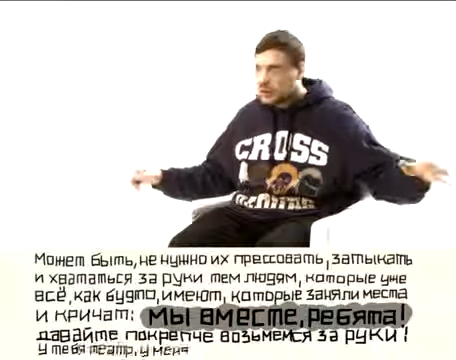 CROSS
Может быть, не нужно их прессовать, затыкать
и хвататься за руки тем людям, которые уже
всё, как будто, имеют, которые заняли места
и кричат: мы вместе, ребята!
давайте покрепче возьмемся за руки!
у тебя театр, у меня